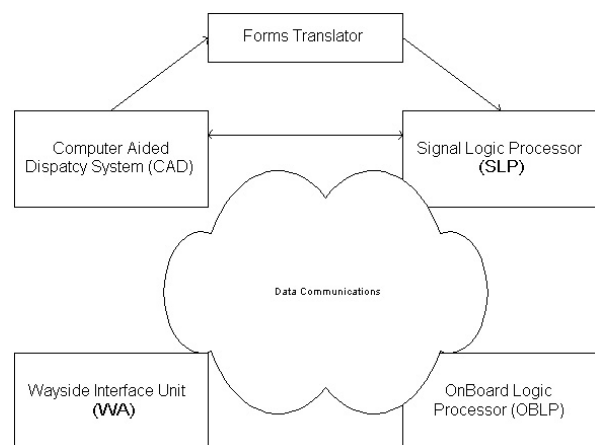 Forms Translator
Computer Aided
Dispatcy System (CAD)
Signal Logic Processor
(SLP)
Data Communications
Wayside Interface Unit
(WA)
OnBoard Logic
Processor (OBLP)